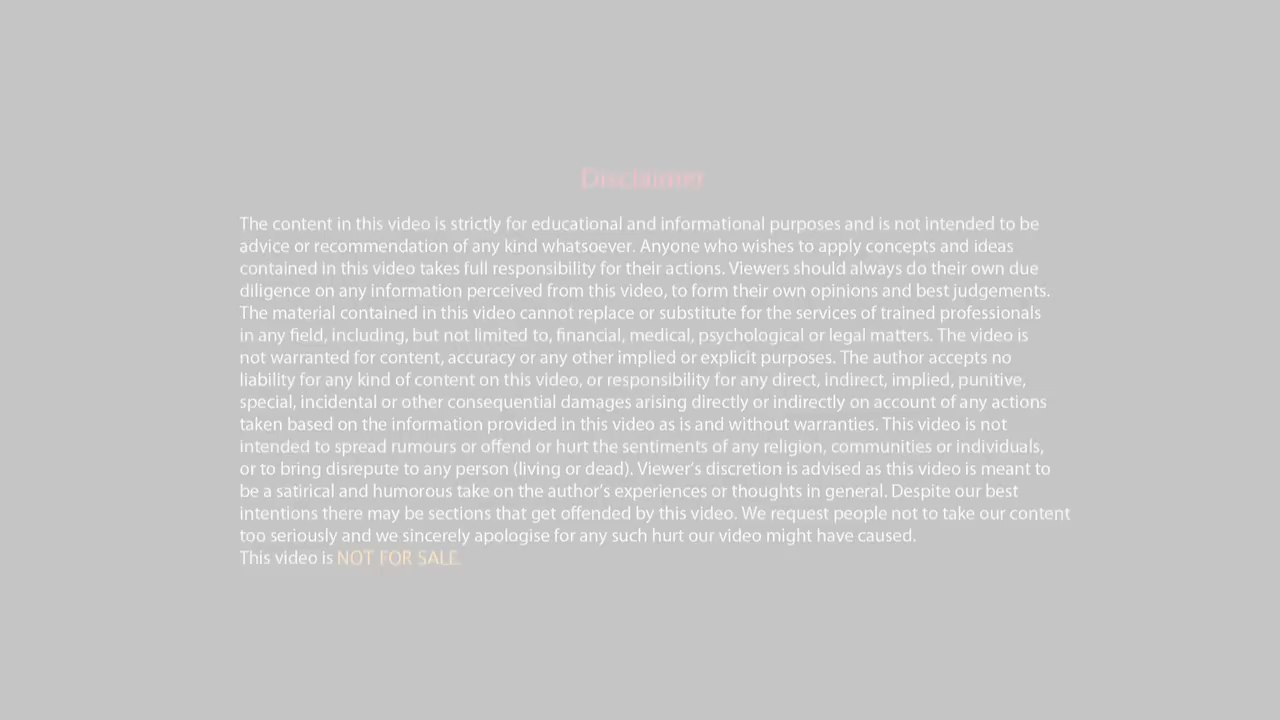 Disclaimer
The content in this video is strictly for educational and informational purposes and is not intended to be
advice or recommendation of any kind whatsoever. Anyone who wishes to apply concepts and ideas
contained in this video takes full responsibility for their actions. Viewers should always do their own due
diligence on any information perceived from this video, to form their own opinions and best judgements.
The material contained in this video cannot replace or substitute for the services of trained professionals
in any field, including, but not limited to, financial, medical, psychological or legal matters. The video is
not warranted for content, accuracy or any other implied or explicit purposes. The author accepts no
liability for any kind of content on this video, or responsibility for any direct, indirect, implied, punitive,
special, incidental or other consequential damages arising directly or indirectly on account of any actions
taken based on the information provided in this video as is and without warranties. This video is not
intended to spread rumours or offend or hurt the sentiments of any religion, communities or individuals,
or to bring disrepute to any person (living or dead). Viewer's discretion is advised as this video is meant to
be a satirical and humorous take on the author's experiences or thoughts in general. Despite our best
intentions there may be sections that get offended by this video. We request people not to take our content
too seriously and we sincerely apologise for any such hurt our video might have caused.
This video is NOT FOR SALE.